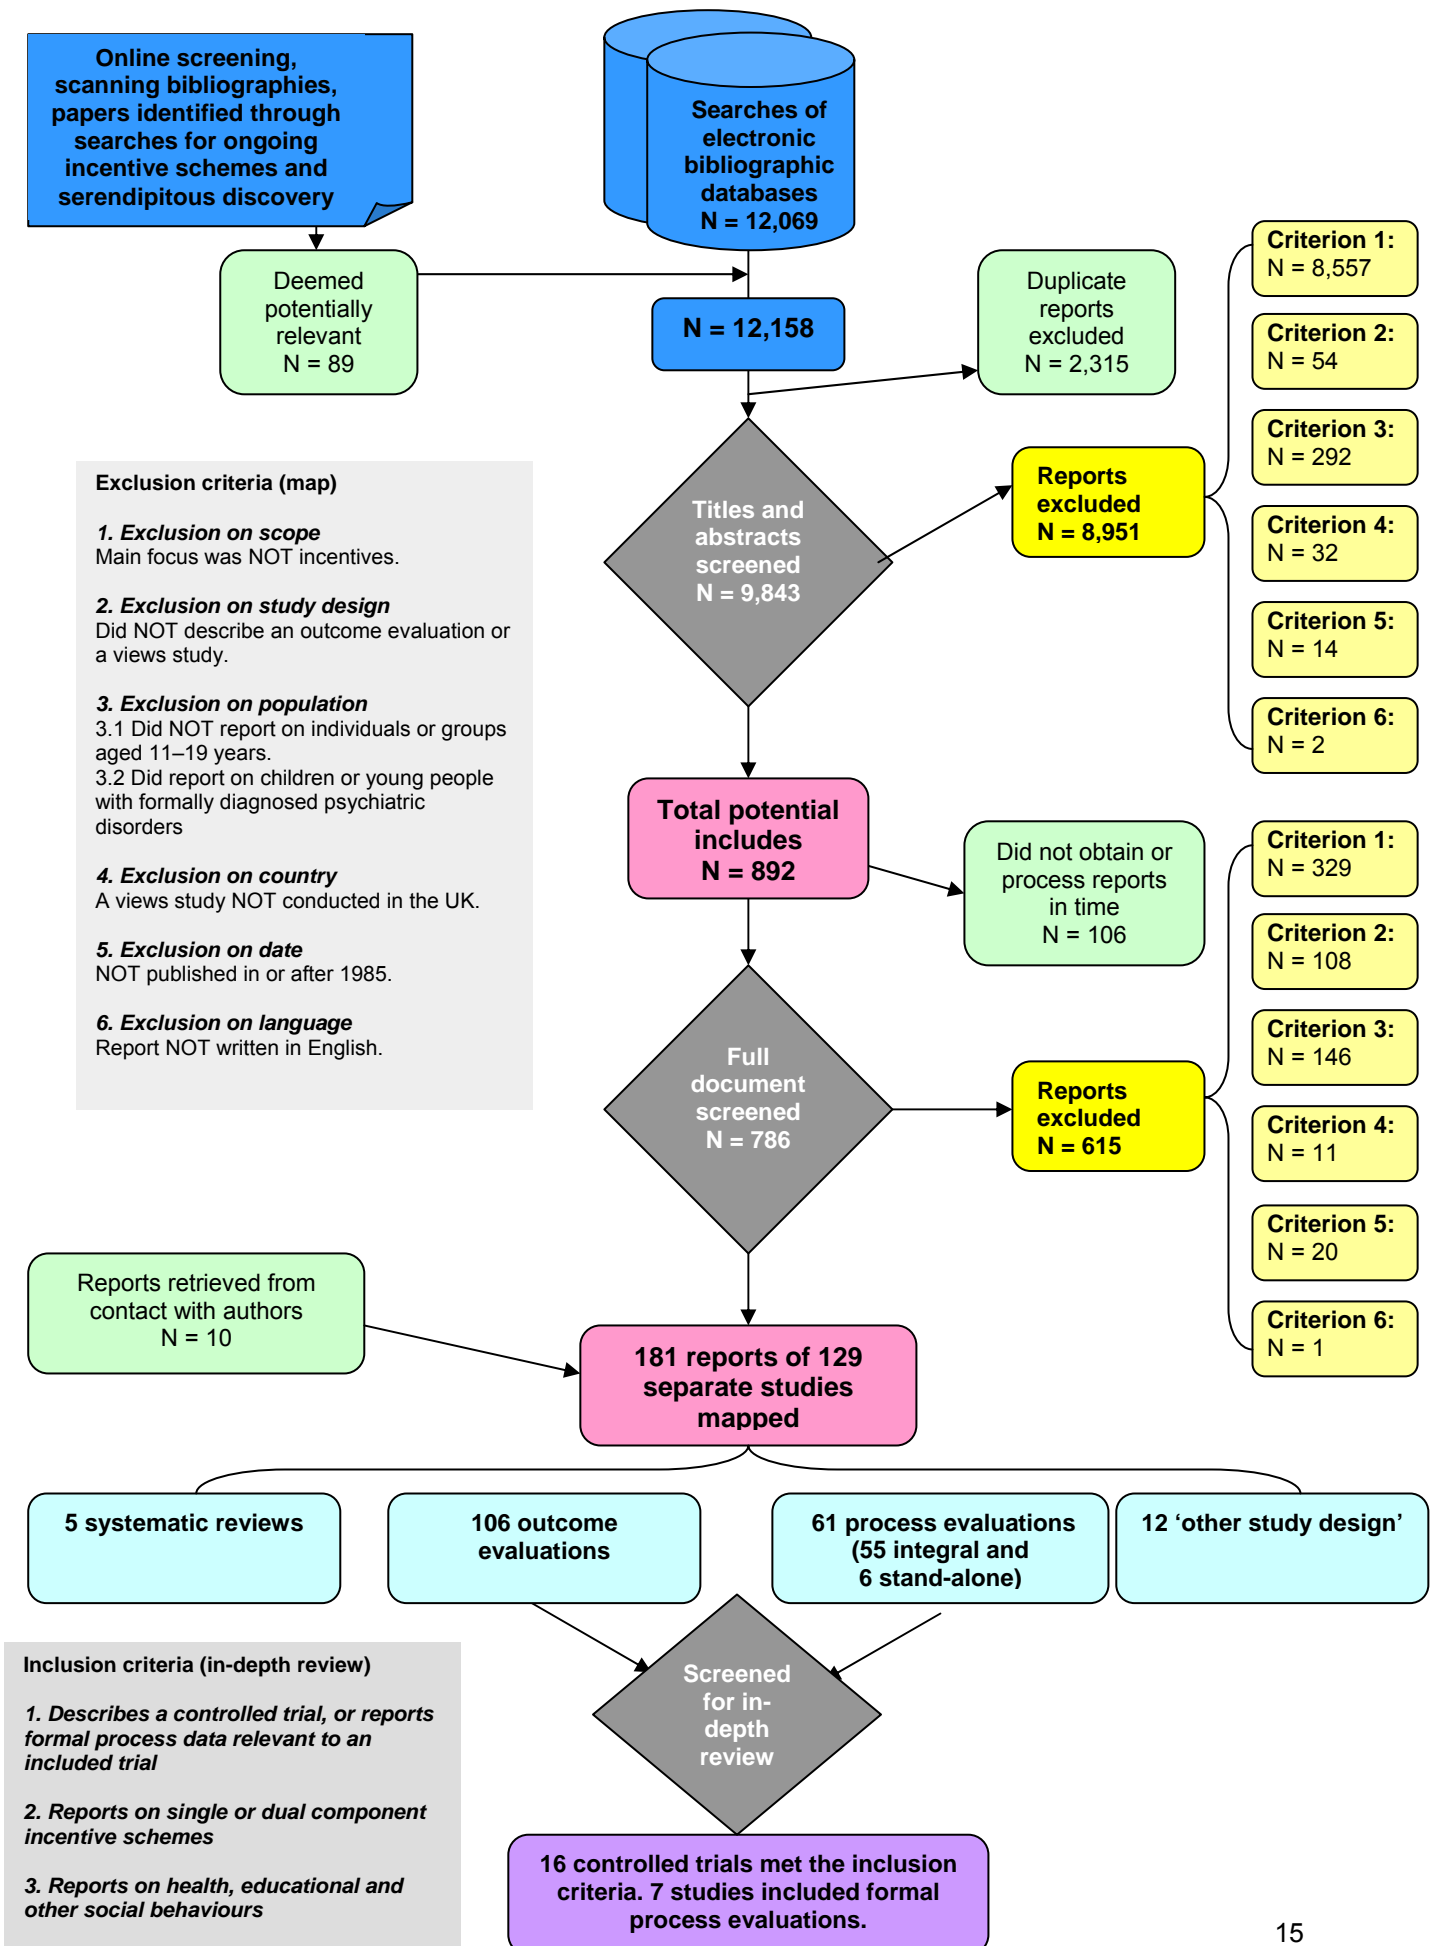 Online screening,
scanning bibliographies,
papers identified through
searches for ongoing
incentive schemes and
serendipitous discovery
Searches of
electronic
bibliographic
databases
N = 12,069
Deemed
potentially
relevant
N = 89
N = 12,158
Duplicate
reports
excluded
N = 2,315
Titles and
abstracts
screened
N = 9,843
Reports
excluded
N = 8,951
Criterion 1:
N = 8,557
Criterion 2:
N = 54
Criterion 3:
N = 292
Criterion 4:
N = 32
Criterion 5:
N = 14
Criterion 6:
N = 2
Exclusion criteria (map)
1. Exclusion on scope
Main focus was NOT incentives.
2. Exclusion on study design
Did NOT describe an outcome evaluation or
a views study.
3. Exclusion on population
3.1 Did NOT report on individuals or groups
aged 11–19 years.
3.2 Did report on children or young people
with formally diagnosed psychiatric
disorders
4. Exclusion on country
A views study NOT conducted in the UK.
5. Exclusion on date
NOT published in or after 1985.
6. Exclusion on language
Report NOT written in English.
Total potential
includes
N = 892
Did not obtain or
process reports
in time
N = 106
Full
document
screened
N = 786
Reports
excluded
N = 615
Criterion 1:
N = 329
Criterion 2:
N = 108
Criterion 3:
N = 146
Criterion 4:
N = 11
Criterion 5:
N = 20
Criterion 6:
N = 1
Reports retrieved from
contact with authors
N = 10
181 reports of 129
separate studies
mapped
5 systematic reviews
106 outcome
evaluations
61 process evaluations
(55 integral and
6 stand-alone)
12 ‘other study design’
Screened
for in-
depth
review
Inclusion criteria (in-depth review)
1. Describes a controlled trial, or reports
formal process data relevant to an
included trial
2. Reports on single or dual component
incentive schemes
3. Reports on health, educational and
other social behaviours
16 controlled trials met the inclusion
criteria. 7 studies included formal
process evaluations.
15